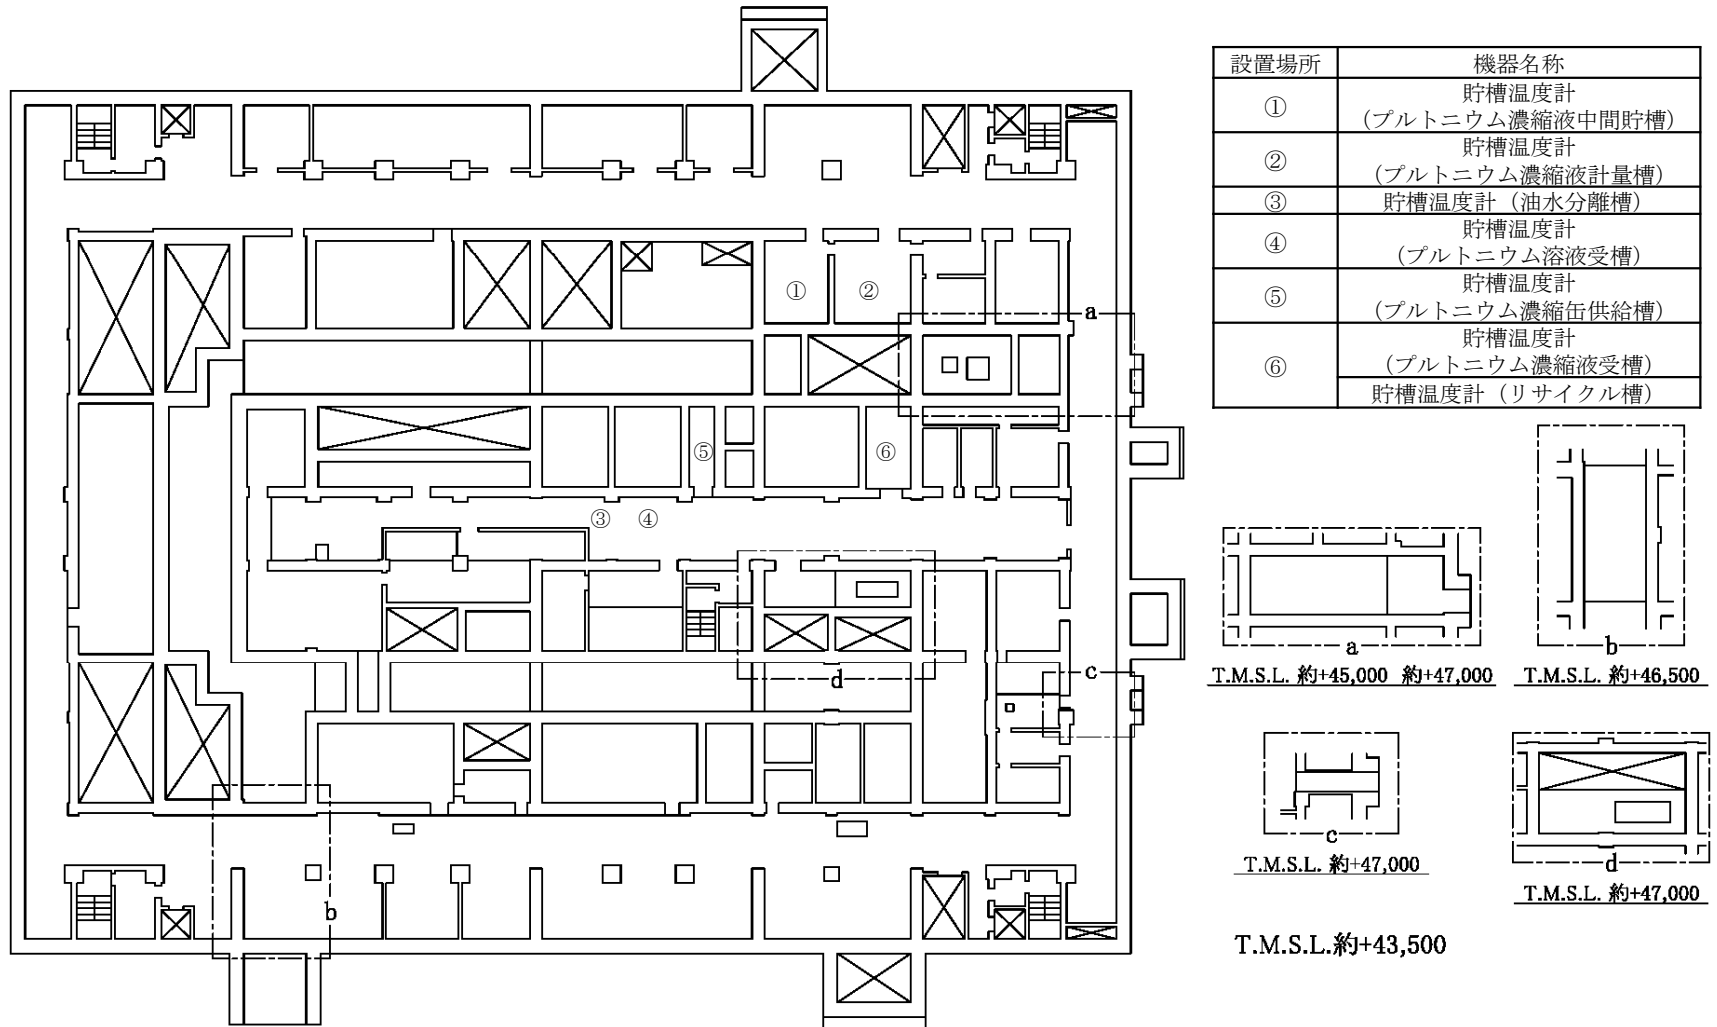 設置場所 機器名称
① 貯槽温度計
（プルトニウム濃縮液中間貯槽）
② 貯槽温度計
（プルトニウム濃縮液計量槽）
③ 貯槽温度計（油水分離槽）
④ 貯槽温度計
（プルトニウム溶液受槽）
⑤ 貯槽温度計
（プルトニウム濃縮缶供給槽）
⑥ 貯槽温度計
（プルトニウム濃縮液受槽）
貯槽温度計（リサイクル槽）
① ②
a
⑤ ⑥
③ ④
d
c
b
a
T.M.S.L. 約+45,000 約+47,000
b
T.M.S.L. 約+46,500
c
T.M.S.L. 約+47,000
d
T.M.S.L. 約+47,000
T.M.S.L.約+43,500